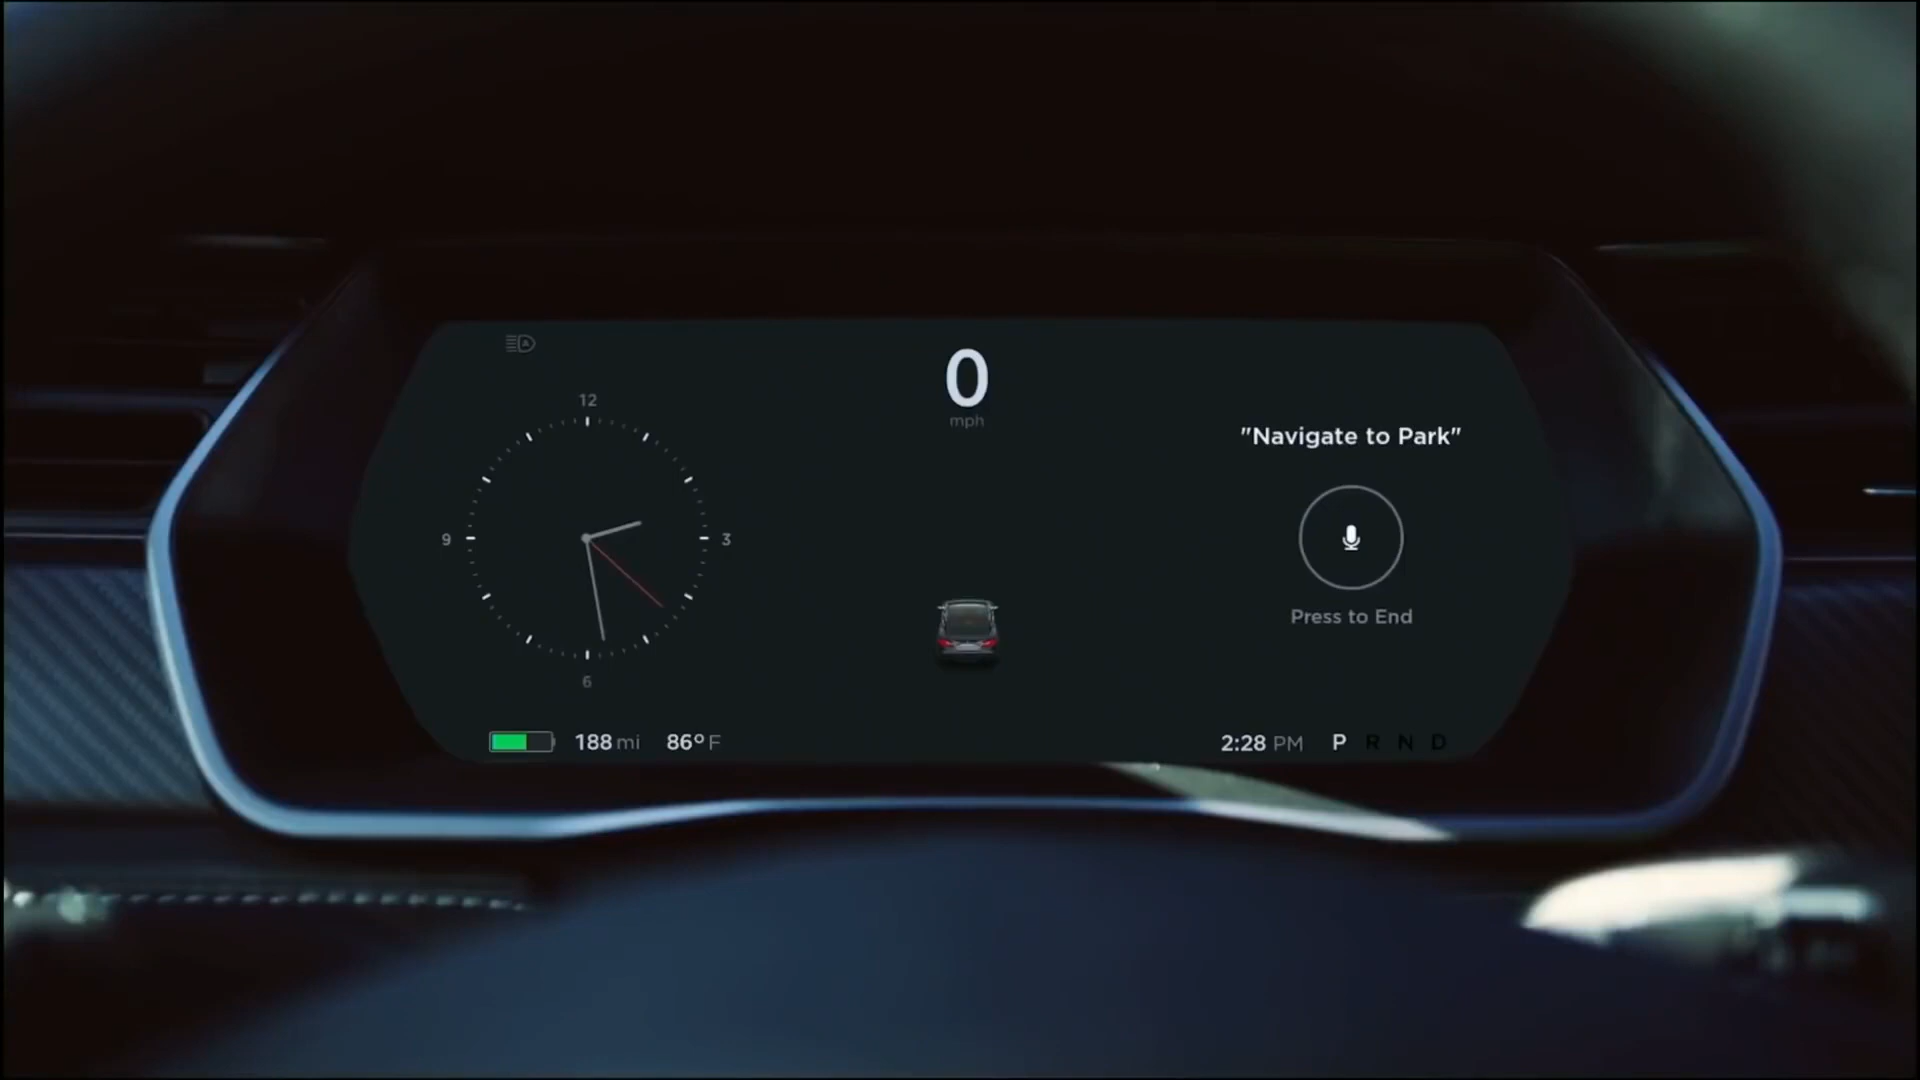 0
mph
12
9
3
6
"Navigate to Park"
Press to End
188 mi 86° F
2:28 PM P R N D